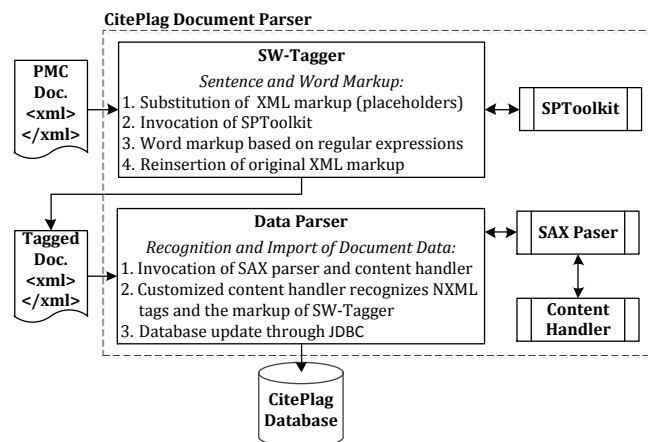 CitePlag Document Parser
PMC
Doc.
<xml>
</xml>
SW-Tagger
Sentence and Word Markup:
1. Substitution of XML markup (placeholders)
2. Invocation of SPToolkit
3. Word markup based on regular expressions
4. Reinsertion of original XML markup
SPToolkit
Tagged
Doc.
<xml>
</xml>
Data Parser
Recognition and Import of Document Data:
1. Invocation of SAX parser and content handler
2. Customized content handler recognizes NXML
tags and the markup of SW-Tagger
3. Database update through JDBC
SAX Paser
Content
Handler
CitePlag
Database